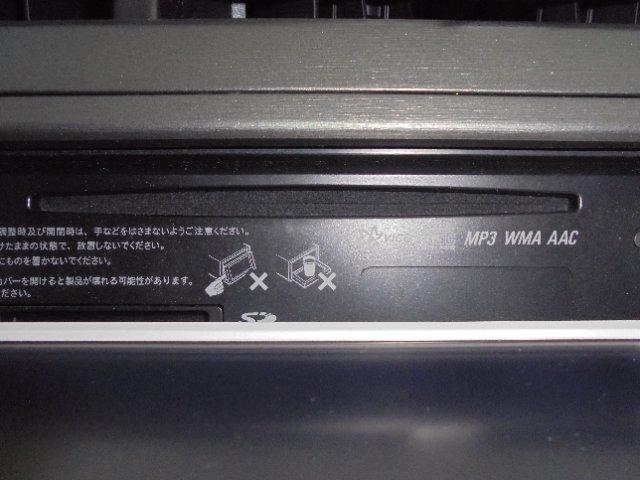 調整時及び開閉時は、手などをはさまないようご注意ください。
けたままの状態で、放置しないでください。
にものを置かないでください。
カバーを開けると製品が壊れる可能性があります。
ださい。
MP3 WMA AAC